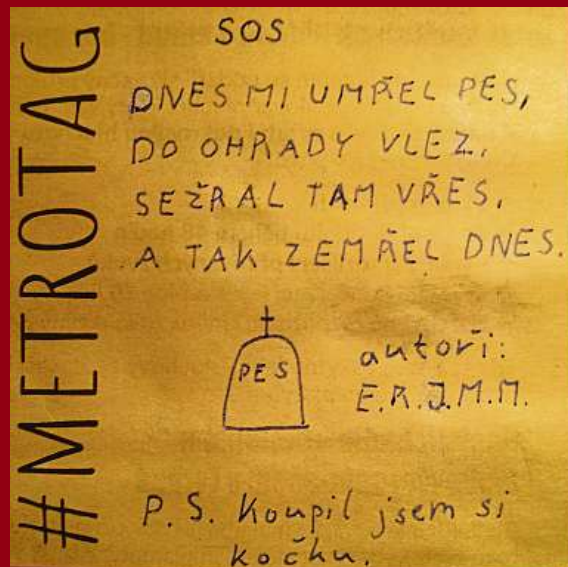 #METROTAG
SOS
DNES MI UMŘEL PES,
DO OHRADY VLEZ,
SEŽRAL TAM VŘES,
A TAK ZEMŘEL DNES.
PES
autoři:
E.R.J.M.M.
P.S. Koupil jsem si
kočku.